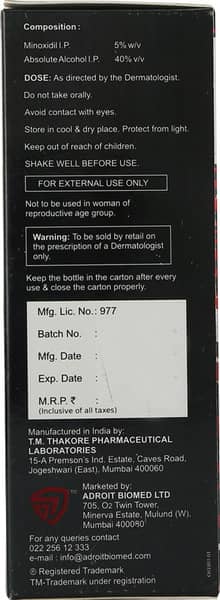 Composition :
Minoxidil I.P. 5% w/v
Absolute Alcohol I.P. 40% v/v
DOSE: As directed by the Dermatologist.
Do not take orally.
Avoid contact with eyes.
Store in cool & dry place. Protect from light.
Keep out of reach of children.
SHAKE WELL BEFORE USE.
FOR EXTERNAL USE ONLY
Not to be used in woman of
reproductive age group.
Warning: To be sold by retail on
the prescription of a Dermatologist
only.
Keep the bottle in the carton after every
use & close the carton properly.
Mfg. Lic. No.: 977
Batch No. :
Mfg. Date :
Exp. Date :
M.R.P. ₹ :
(Inclusive of all taxes)
Manufactured in India by:
T.M. THAKORE PHARMACEUTICAL
LABORATORIES
15-A Premson's Ind. Estate, Caves Road,
Jogeshwari (East), Mumbai 400060
Marketed by:
ADROIT BIOMED LTD
705, Oz Twin Tower,
Minerva Estate, Mulund (W).
Mumbai 400080
For any queries contact
022 256 12 333
e-mail : info@adroitbiomed.com
® Registered Trademark
TM-Trademark under registration